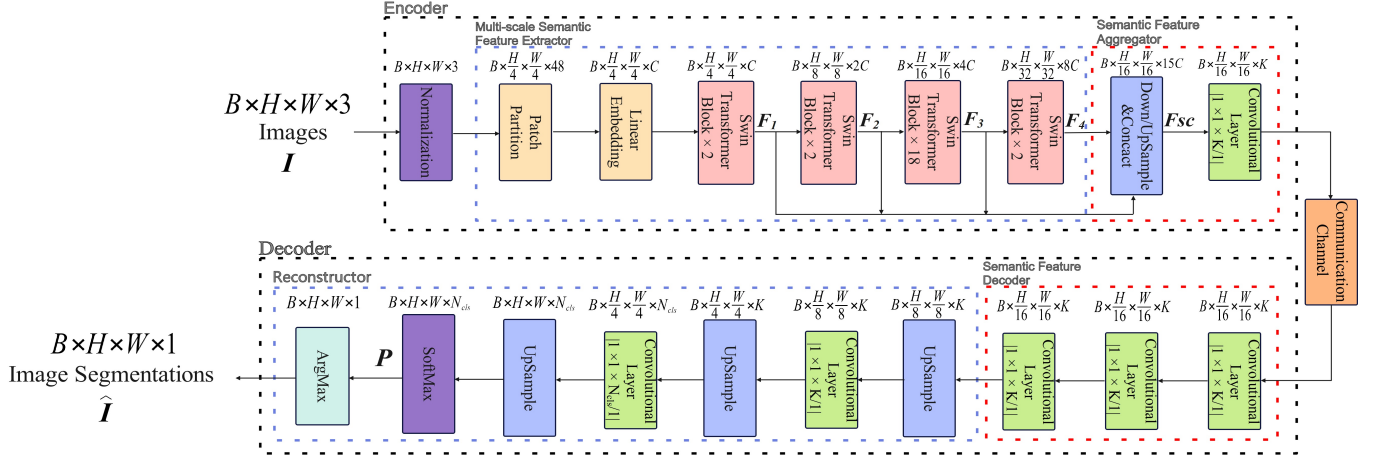 Encoder
Multi-scale Semantic
Feature Extractor
Semantic Feature
Aggregator
B×H×W×3
B×H/4×W/4×48
B×H/4×W/4×C
B×H/4×W/4×C
B×H/8×W/8×2C
B×H/16×W/16×4C
B×H/32×W/32×8C
B×H/16×W/16×15C
B×H/16×W/16×K
B×H×W×3
Images
I
Normalization
Patch
Partition
Linear
Embedding
Swin
Transformer
Block × 2
F1
Swin
Transformer
Block × 2
F2
Swin
Transformer
Block × 18
F3
Swin
Transformer
Block × 2
F4
Down/UpSample
&Concact
Fsc
Convolutional
Layer
|1 ×1 × K/1|
Communication
Channel
Decoder
Reconstructor
Semantic Feature
Decoder
B×H×W×1
B×H×W×Ncls
B×H×W×Ncls
B×H/4×W/4×Ncls
B×H/4×W/4×K
B×H/8×W/8×K
B×H/8×W/8×K
B×H/16×W/16×K
B×H/16×W/16×K
B×H/16×W/16×K
B×H×W×1
Image Segmentations
Î
ArgMax
P
SoftMax
UpSample
Convolutional
Layer
|1 ×1× Ncls/1|
UpSample
Convolutional
Layer
|1 ×1 × K/1|
UpSample
Convolutional
Layer
|1 ×1 × K/1|
Convolutional
Layer
|1 ×1 × K/1|
Convolutional
Layer
|1 ×1 × K/1|